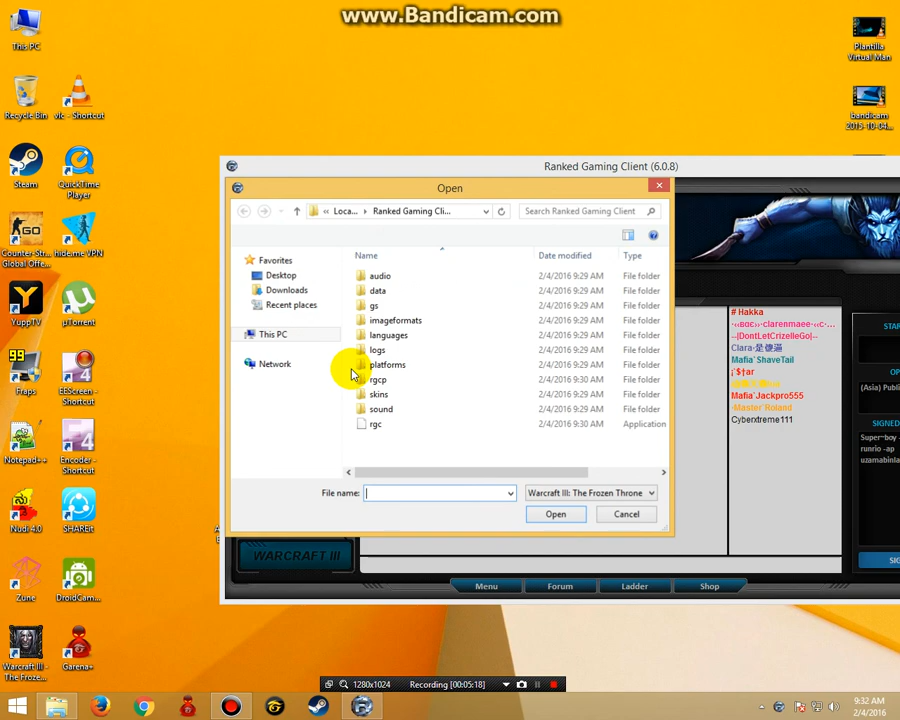 www.Bandicam.com
This PC
Recycle Bin
vlc - Shortcut
Steam
QuickTime Player
Counter-Str... Global Offe...
hide.me VPN
YuppTV
µTorrent
99
Fraps
EEScreen - Shortcut
Notepad++
Encoder - Shortcut
Nudi 4.0
SHAREit
Zune
DroidCam...
Warcraft III - The Froze...
Garena+
Plantilla Virtual Man
bandicam 2015-10-04...
Ranked Gaming Client (6.0.8)
Open
« Loca... ▸ Ranked Gaming Cli...
Search Ranked Gaming Client
Favorites
Desktop
Downloads
Recent places
This PC
Network
Name Date modified Type
audio 2/4/2016 9:29 AM File folder
data 2/4/2016 9:29 AM File folder
gs 2/4/2016 9:29 AM File folder
imageformats 2/4/2016 9:29 AM File folder
languages 2/4/2016 9:29 AM File folder
logs 2/4/2016 9:29 AM File folder
platforms 2/4/2016 9:29 AM File folder
rgcp 2/4/2016 9:30 AM File folder
skins 2/4/2016 9:29 AM File folder
sound 2/4/2016 9:29 AM File folder
rgc 2/4/2016 9:30 AM Application
File name:
Warcraft III: The Frozen Throne
Open Cancel
# Hakka
--|DontLetCrizelleGo|--
Mafia`ShaveTail
Mafia`Jackpro555
Cyberxtreme111
STAR
OP
(Asia) Public
SIGNED
Super~boy -
runrio -ap
uzamabinla
SIG
WARCRAFT III
Menu Forum Ladder Shop
1280x1024 Recording [00:05:18]
9:32 AM
2/4/2016